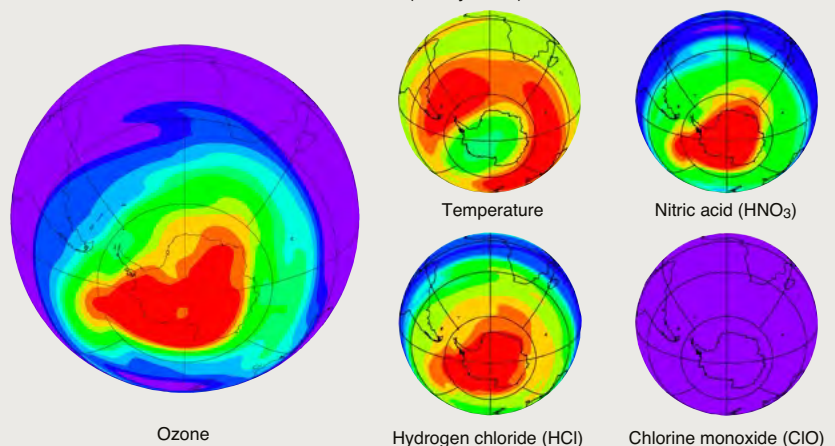 Temperature
Nitric acid (HNO₃)
Ozone
Hydrogen chloride (HCl)
Chlorine monoxide (ClO)